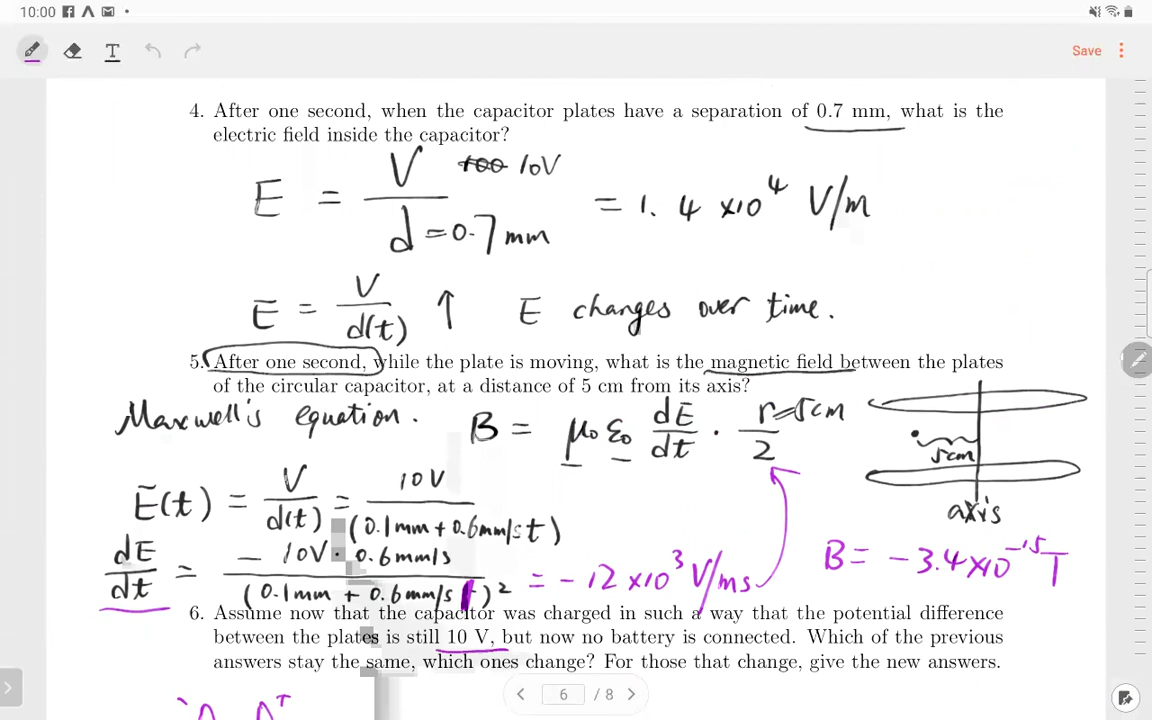 10:00
T
Save
4. After one second, when the capacitor plates have a separation of 0.7 mm, what is the
electric field inside the capacitor?
E = V / d 100 10V = 0.7 mm = 1.4 × 10^4 V/m
E = V / d(t) ↑ E changes over time.
5. After one second, while the plate is moving, what is the magnetic field between the plates
of the circular capacitor, at a distance of 5 cm from its axis?
Maxwell's equation. B = μ0 ε0 dE/dt · r=5cm / 2
5cm
axis
E(t) = V / d(t) = 10V / (0.1mm + 0.6mm/s t)
dE/dt = - 10V · 0.6mm/s / (0.1mm + 0.6mm/s t)^2 = -12 × 10^3 V/ms
B = -3.4×10^-15 T
6. Assume now that the capacitor was charged in such a way that the potential difference
between the plates is still 10 V, but now no battery is connected. Which of the previous
answers stay the same, which ones change? For those that change, give the new answers.
6 / 8